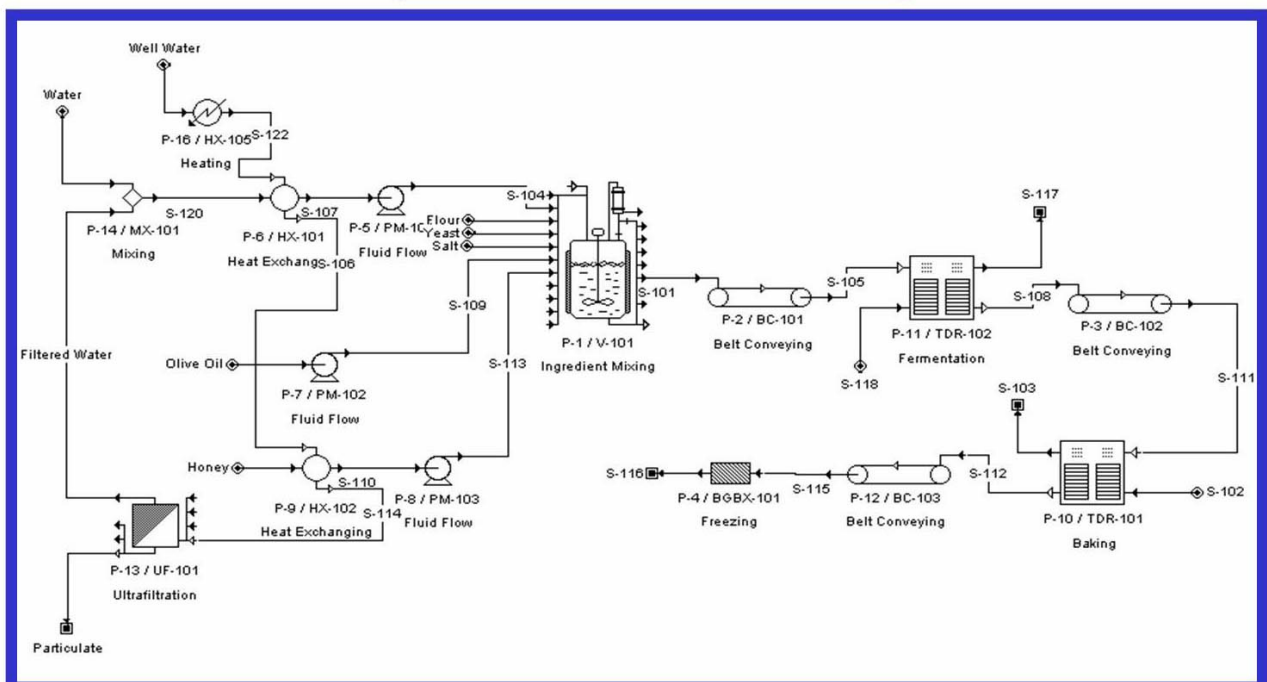 Well Water
Water
P-16 / HX-105
S-122
Heating
S-104
S-117
S-120
S-107
P-14 / MX-101
Mixing
P-6 / HX-101
Heat Exchang
S-106
P-5 / PM-10
Fluid Flow
Flour
Yeast
Salt
S-109
S-101
P-1 / V-101
Ingredient Mixing
S-105
P-2 / BC-101
Belt Conveying
S-108
P-11 / TDR-102
Fermentation
S-118
P-3 / BC-102
Belt Conveying
S-111
Filtered Water
Olive Oil
P-7 / PM-102
Fluid Flow
S-113
S-103
Honey
S-110
P-9 / HX-102
S-114
Heat Exchanging
P-8 / PM-103
Fluid Flow
S-116
P-4 / BGBX-101
Freezing
S-115
P-12 / BC-103
Belt Conveying
S-112
S-102
P-10 / TDR-101
Baking
P-13 / UF-101
Ultrafiltration
Particulate